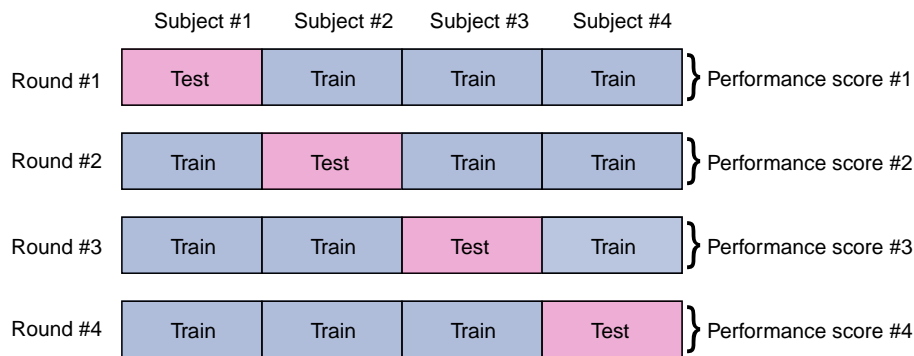 Subject #1 Subject #2 Subject #3 Subject #4
Round #1 Test Train Train Train Performance score #1
Round #2 Train Test Train Train Performance score #2
Round #3 Train Train Test Train Performance score #3
Round #4 Train Train Train Test Performance score #4